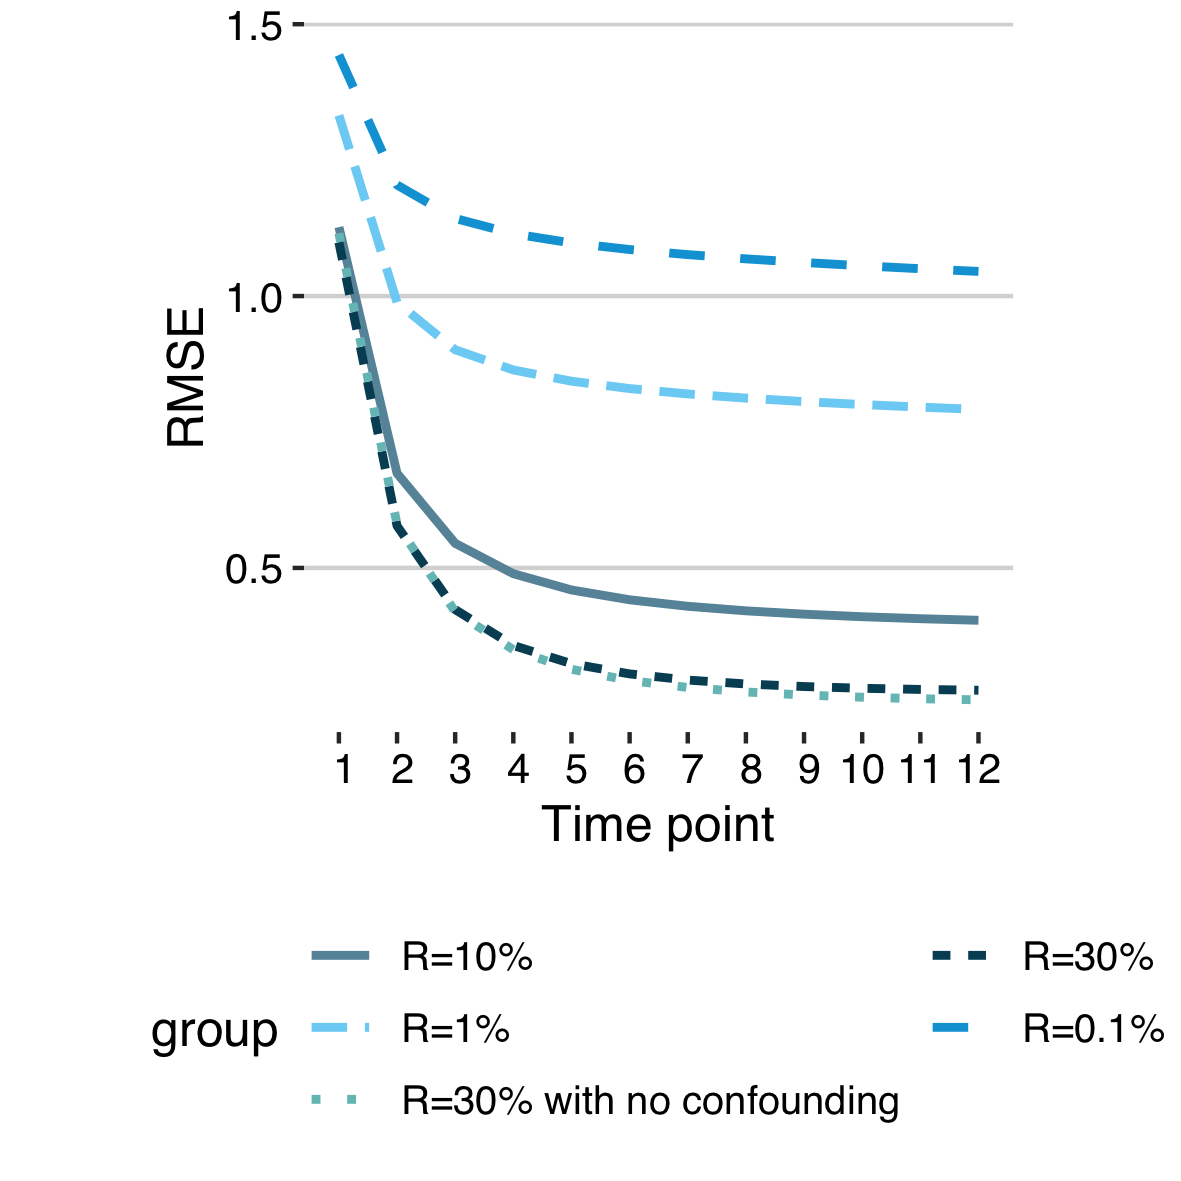 1.5
1.0
0.5
RMSE
1 2 3 4 5 6 7 8 9 10 11 12
Time point
group
R=10%
R=1%
R=30% with no confounding
R=30%
R=0.1%